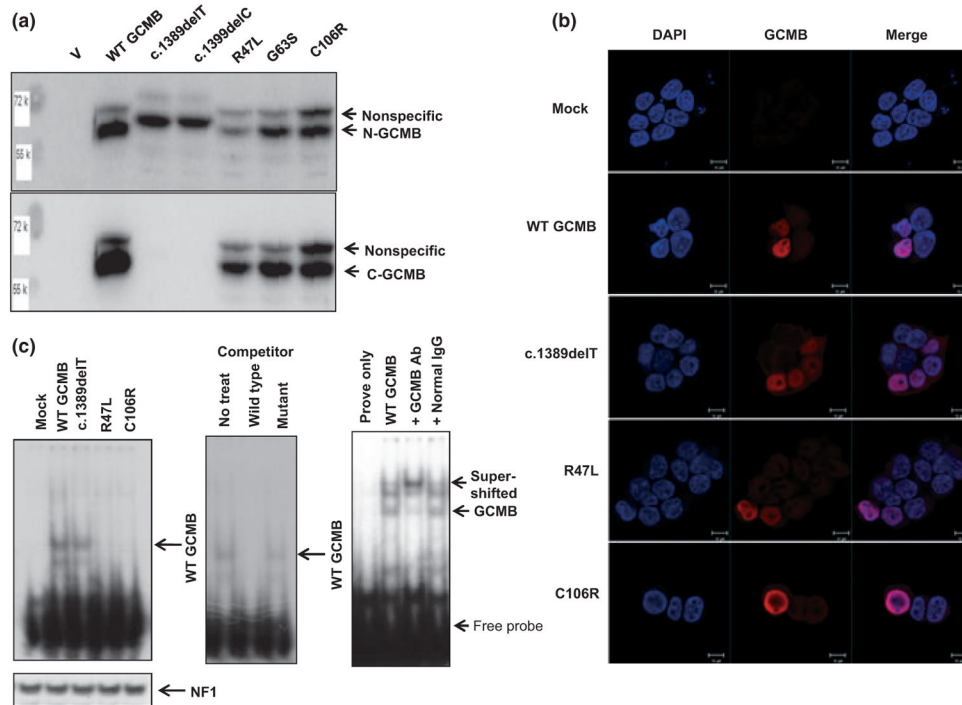 (a)
V
WT GCMB
c.1389delT
c.1399delC
R47L
G63S
C106R
72 k
55 k
Nonspecific
N-GCMB
72 k
55 k
Nonspecific
C-GCMB
(b)
DAPI GCMB Merge
Mock
WT GCMB
c.1389delT
R47L
C106R
(c)
Mock
WT GCMB
c.1389delT
R47L
C106R
WT GCMB
NF1
Competitor
No treat
Wild type
Mutant
WT GCMB
Prove only
WT GCMB
+ GCMB Ab
+ Normal IgG
Super-
shifted
GCMB
Free probe